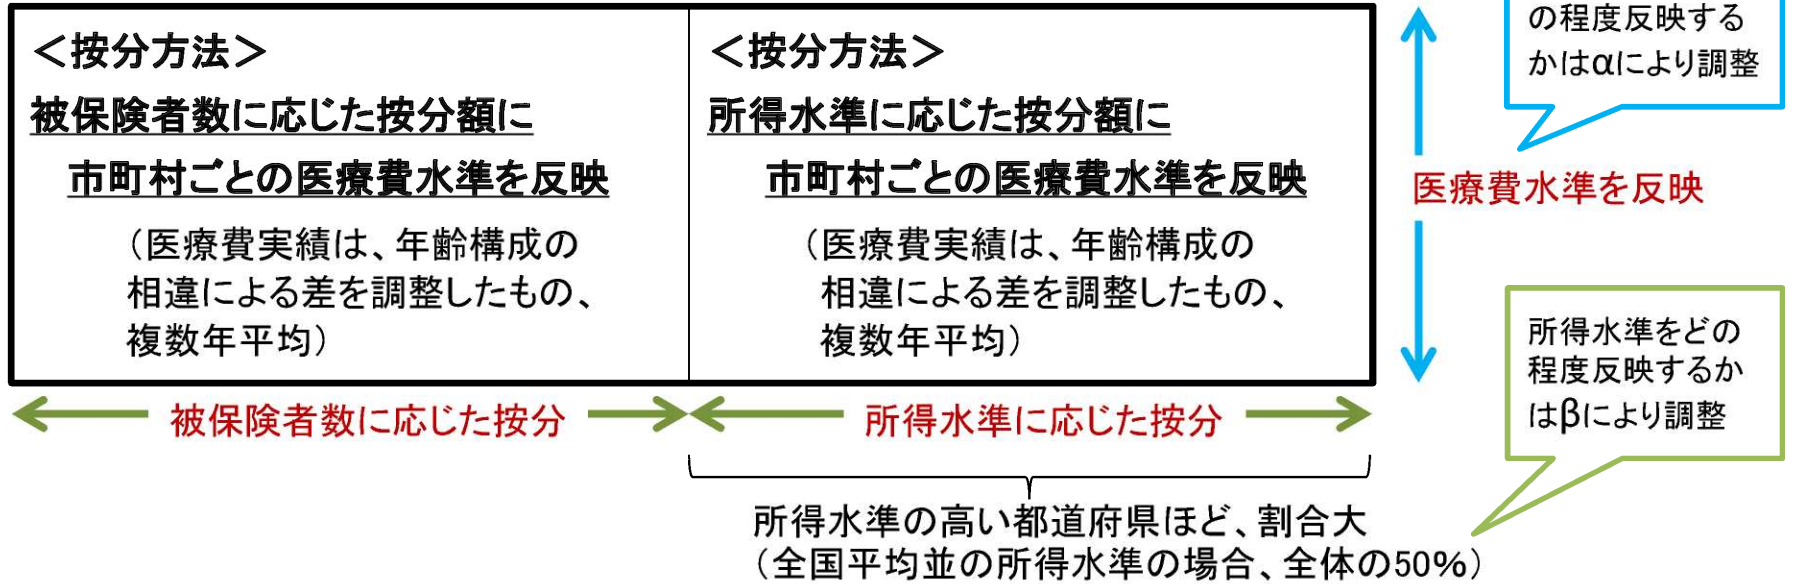 <按分方法>
被保険者数に応じた按分額に
市町村ごとの医療費水準を反映
(医療費実績は、年齢構成の
相違による差を調整したもの、
複数年平均)
<按分方法>
所得水準に応じた按分額に
市町村ごとの医療費水準を反映
(医療費実績は、年齢構成の
相違による差を調整したもの、
複数年平均)
の程度反映する
かはαにより調整
医療費水準を反映
所得水準をどの
程度反映するか
はβにより調整
被保険者数に応じた按分
所得水準に応じた按分
所得水準の高い都道府県ほど、割合大
(全国平均並の所得水準の場合、全体の50%)